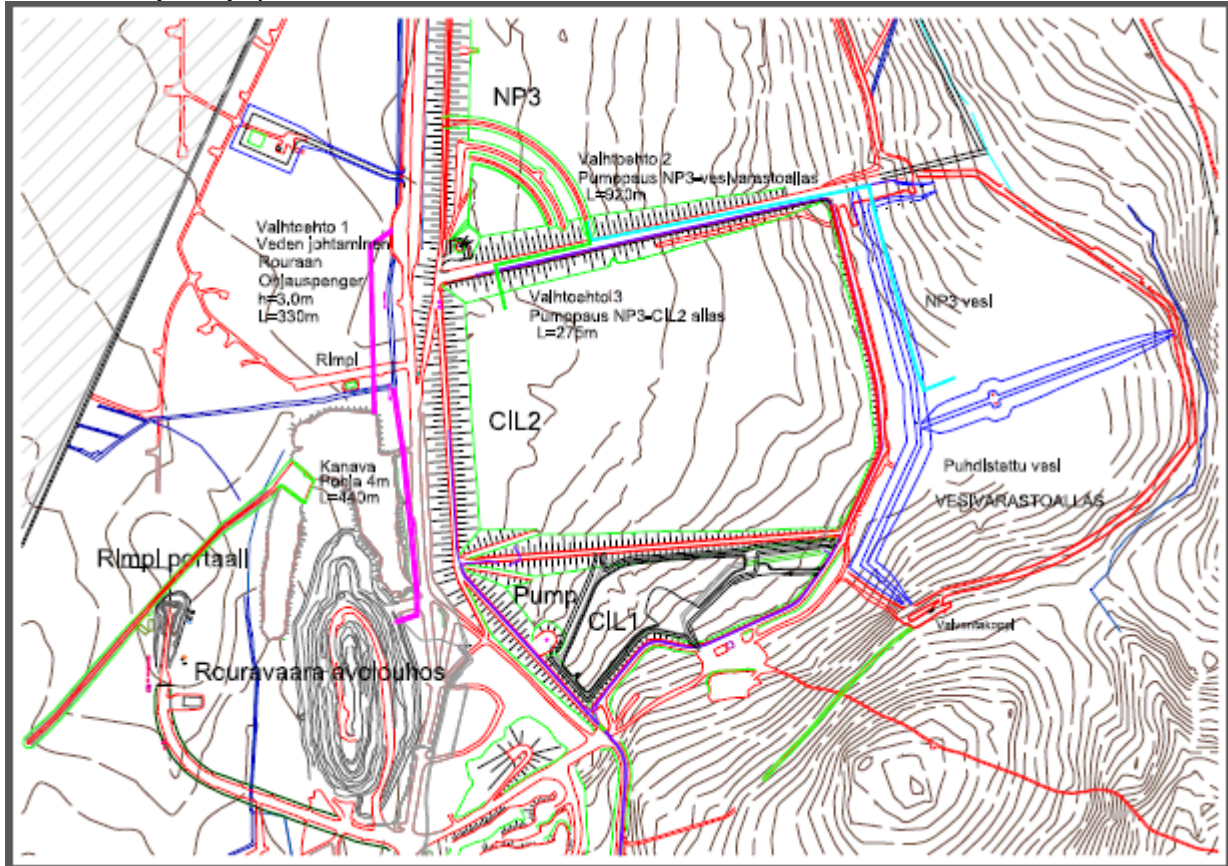 NP3
Vaihtoehto 2
Pumppaus NP3-vesivarastoallas
L=920m
Vaihtoehto 1
Veden johtaminen
Rouraan
Ohjauspenger
h=3,0m
L=330m
Vaihtoehto 3
Pumppaus NP3-CIL2 allas
L=275m
NP3 vesi
Rimpi
CIL2
Kanava
Pohja 4m
L=440m
Puhdistettu vesi
VESIVARASTOALLAS
Rimpi portaali
Pump
CIL1
Valvontakoppi
Rouravaara avolouhos